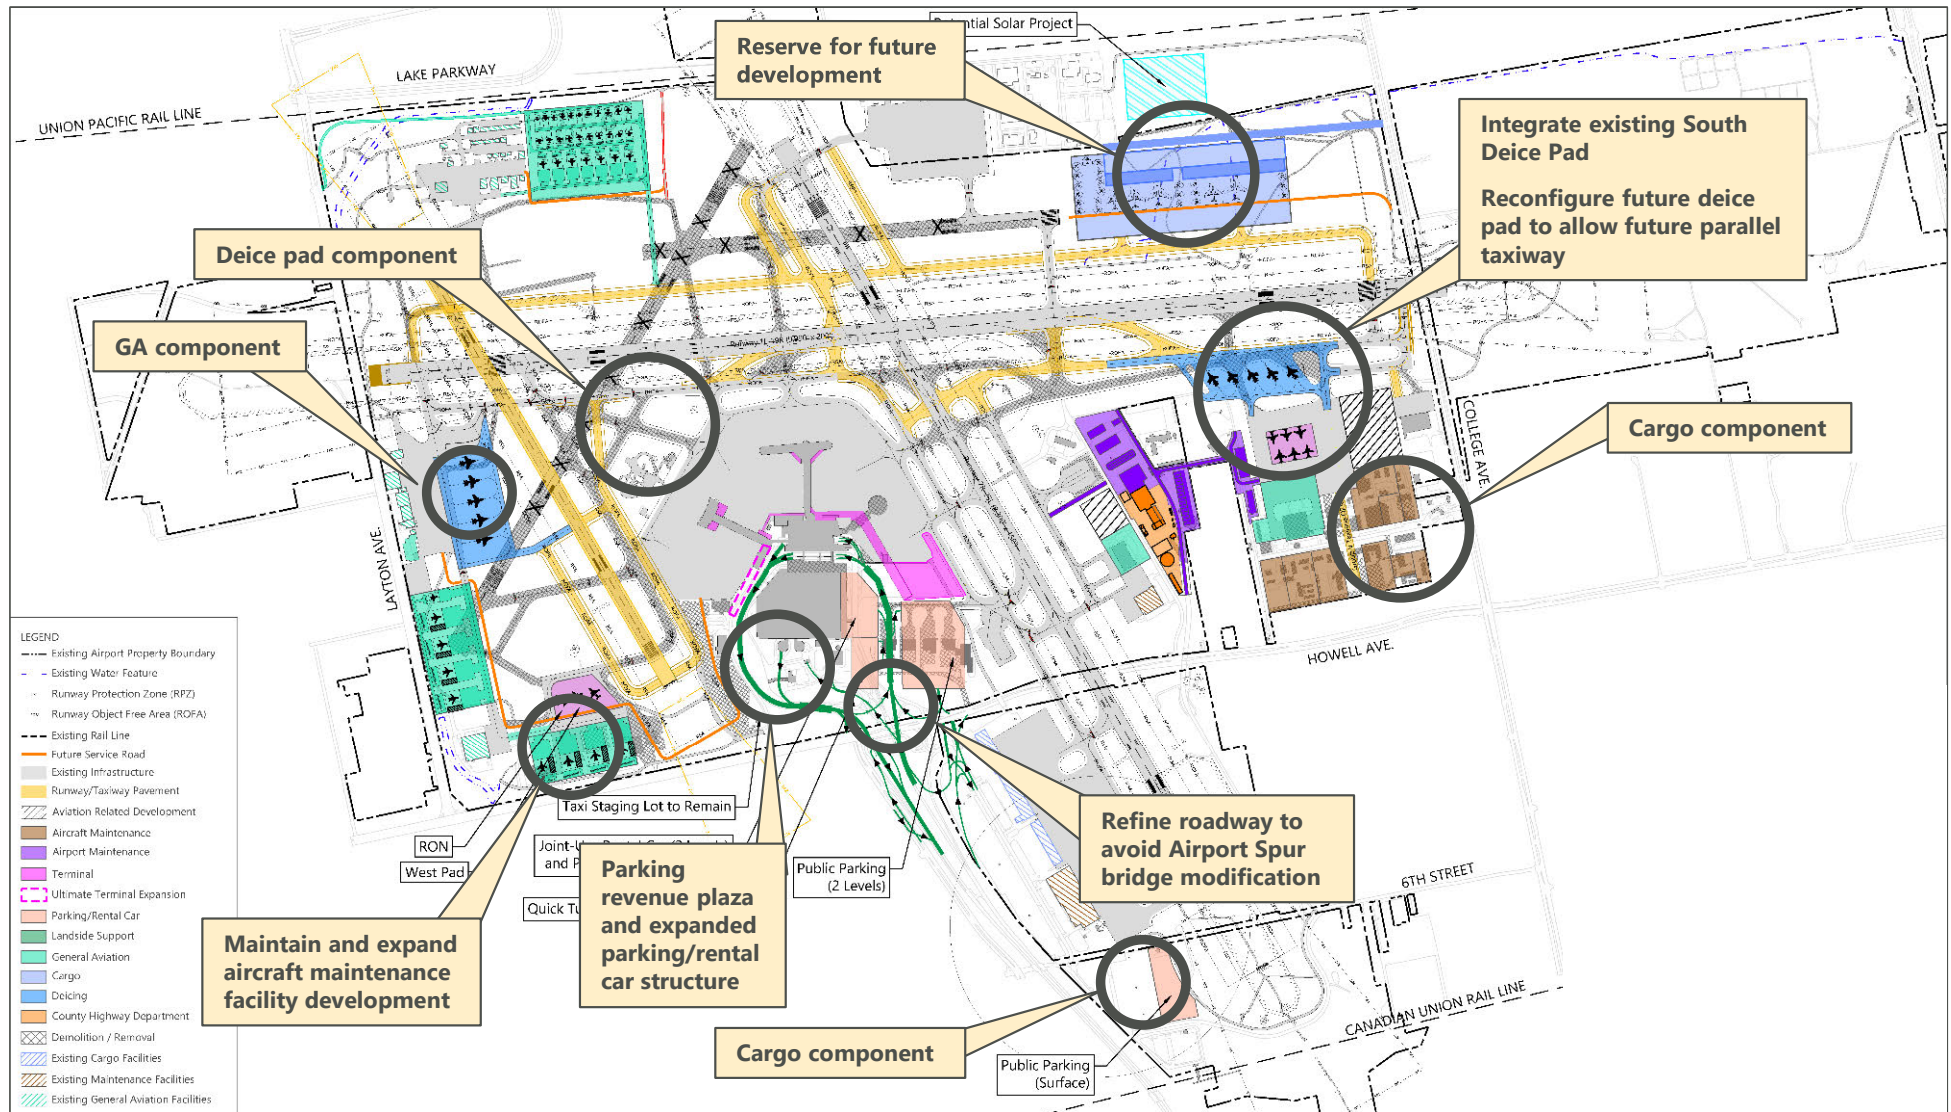 Potential Solar Project
Reserve for future
development
LAKE PARKWAY
UNION PACIFIC RAIL LINE
Integrate existing South
Deice Pad
Reconfigure future deice
pad to allow future parallel
taxiway
Deice pad component
GA component
Cargo component
COLLEGE AVE.
LAYTON AVE.
HOWELL AVE.
LEGEND
Existing Airport Property Boundary
Existing Water Feature
Runway Protection Zone (RPZ)
Runway Object Free Area (ROFA)
Existing Rail Line
Future Service Road
Existing Infrastructure
Runway/Taxiway Pavement
Aviation Related Development
Aircraft Maintenance
Airport Maintenance
Terminal
Ultimate Terminal Expansion
Parking/Rental Car
Landside Support
General Aviation
Cargo
Deicing
County Highway Department
Demolition / Removal
Existing Cargo Facilities
Existing Maintenance Facilities
Existing General Aviation Facilities
Taxi Staging Lot to Remain
RON
West Pad
Public Parking
(2 Levels)
Refine roadway to
avoid Airport Spur
bridge modification
Parking
revenue plaza
and expanded
parking/rental
car structure
Maintain and expand
aircraft maintenance
facility development
6TH STREET
CANADIAN UNION RAIL LINE
Cargo component
Public Parking
(Surface)